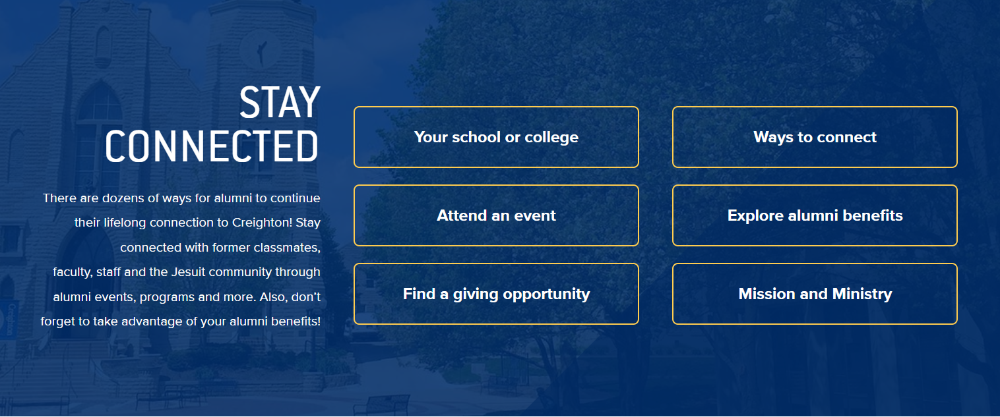 STAY
CONNECTED
There are dozens of ways for alumni to continue
their lifelong connection to Creighton! Stay
connected with former classmates,
faculty, staff and the Jesuit community through
alumni events, programs and more. Also, don’t
forget to take advantage of your alumni benefits!
Your school or college
Ways to connect
Attend an event
Explore alumni benefits
Find a giving opportunity
Mission and Ministry
Creighton